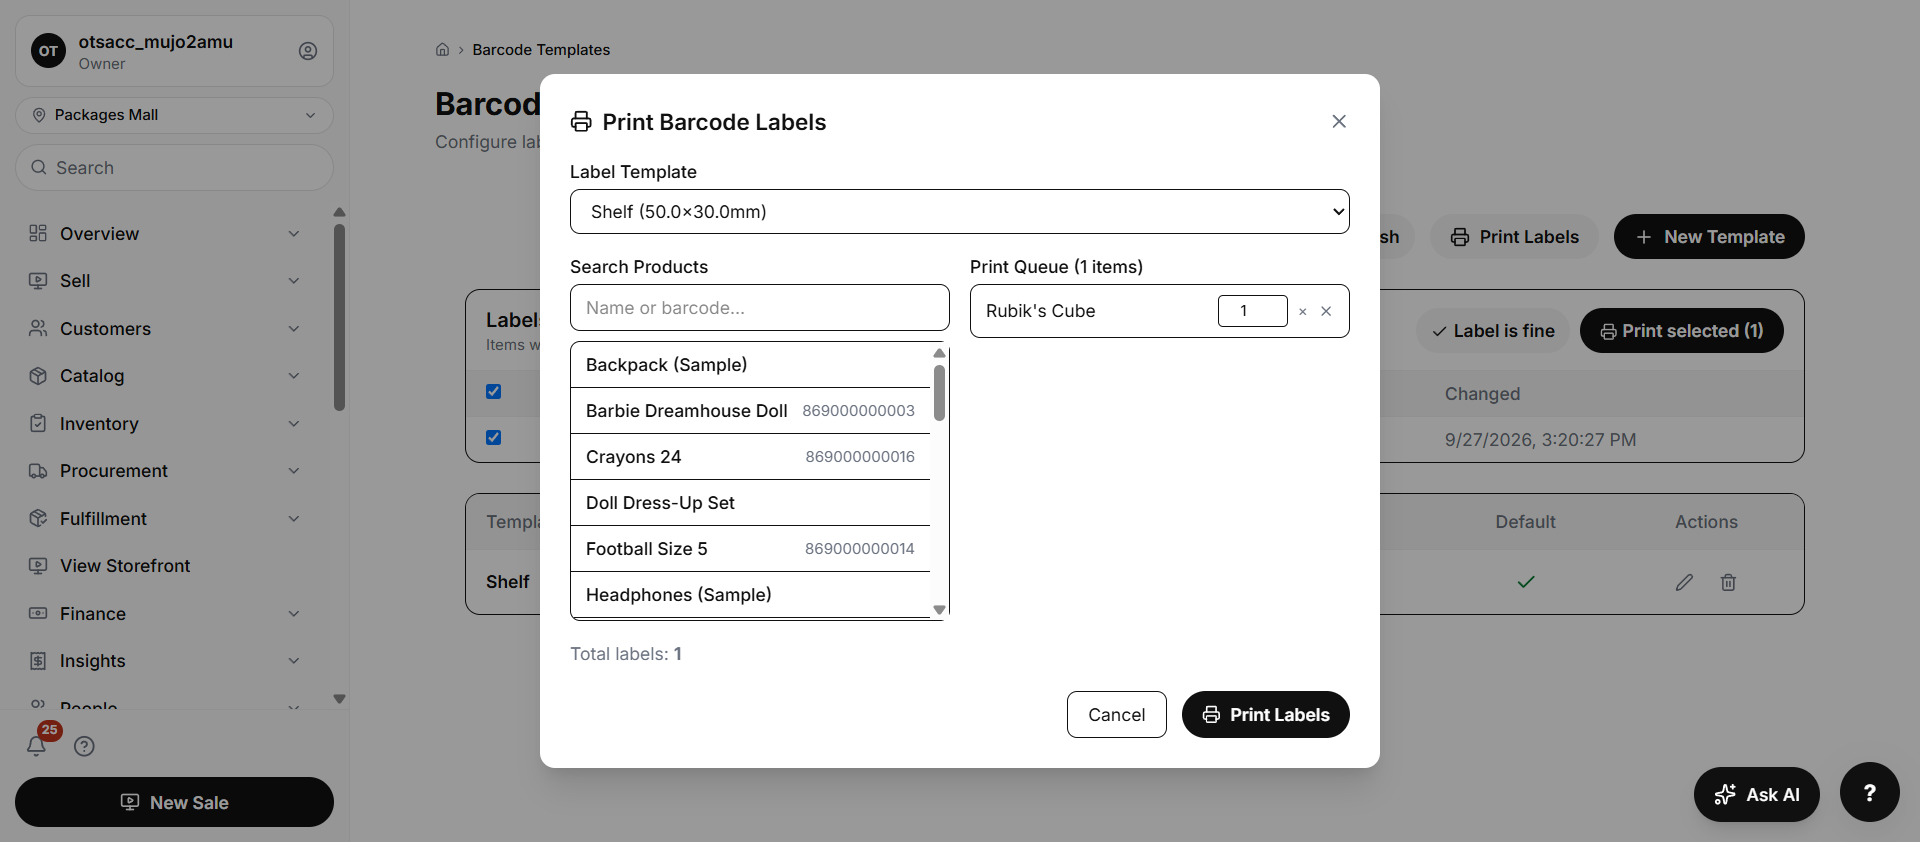 OT
otsacc_mujo2amu
Owner
Packages Mall
Search
Overview
Sell
Customers
Catalog
Inventory
Procurement
Fulfillment
View Storefront
Finance
Insights
People
25
New Sale
Barcode Templates
Barcod
Configure lab
sh
Print Labels
New Template
Labels
Items w
Label is fine
Print selected (1)
Changed
9/27/2026, 3:20:27 PM
Templa
Default
Actions
Shelf
Print Barcode Labels
Label Template
Shelf (50.0×30.0mm)
Search Products
Name or barcode...
Backpack (Sample)
Barbie Dreamhouse Doll 869000000003
Crayons 24 869000000016
Doll Dress-Up Set
Football Size 5 869000000014
Headphones (Sample)
Print Queue (1 items)
Rubik's Cube 1 ×
Total labels: 1
Cancel
Print Labels
Ask AI
?